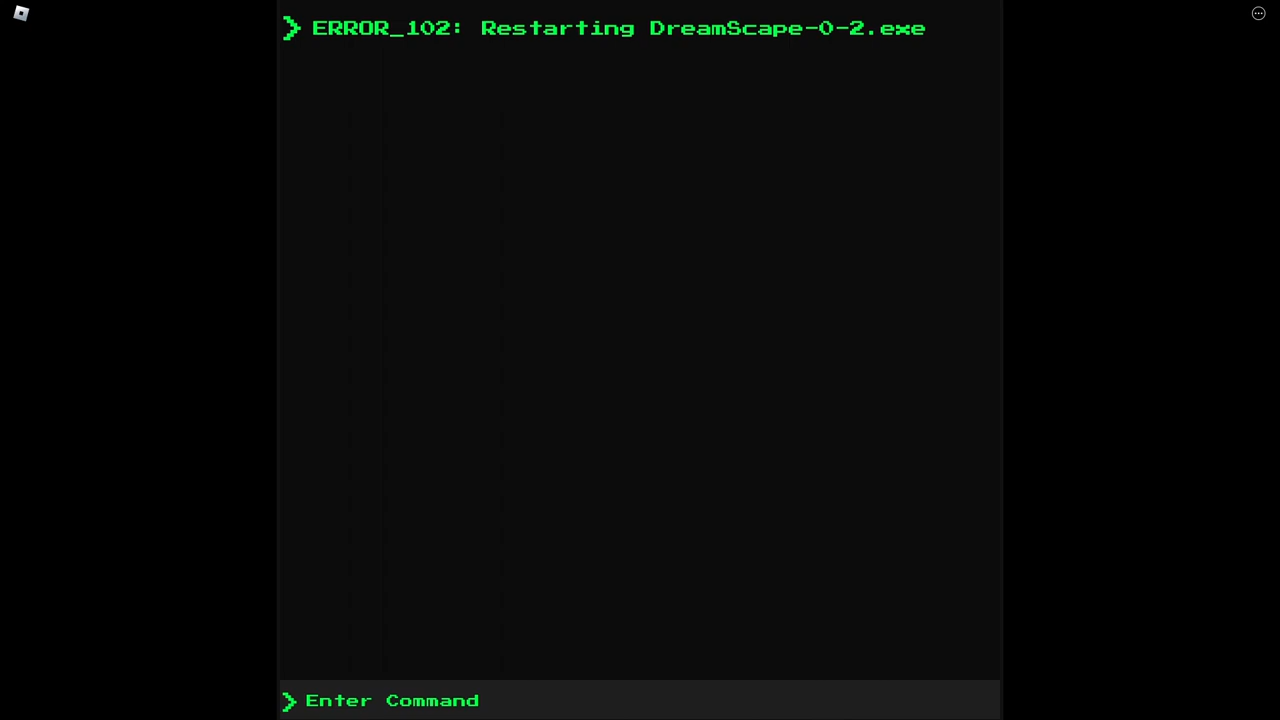 > ERROR_102: Restarting DreamScape-0-2.exe
> Enter Command